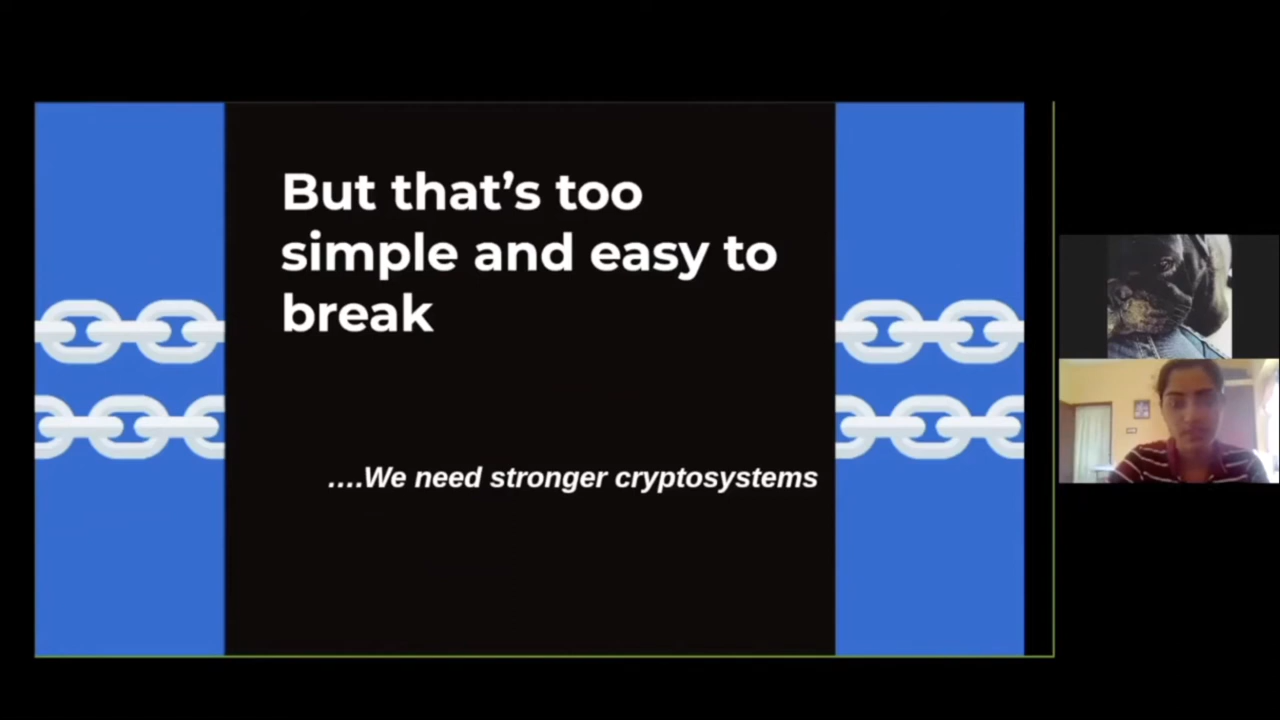 But that’s too
simple and easy to
break
....We need stronger cryptosystems